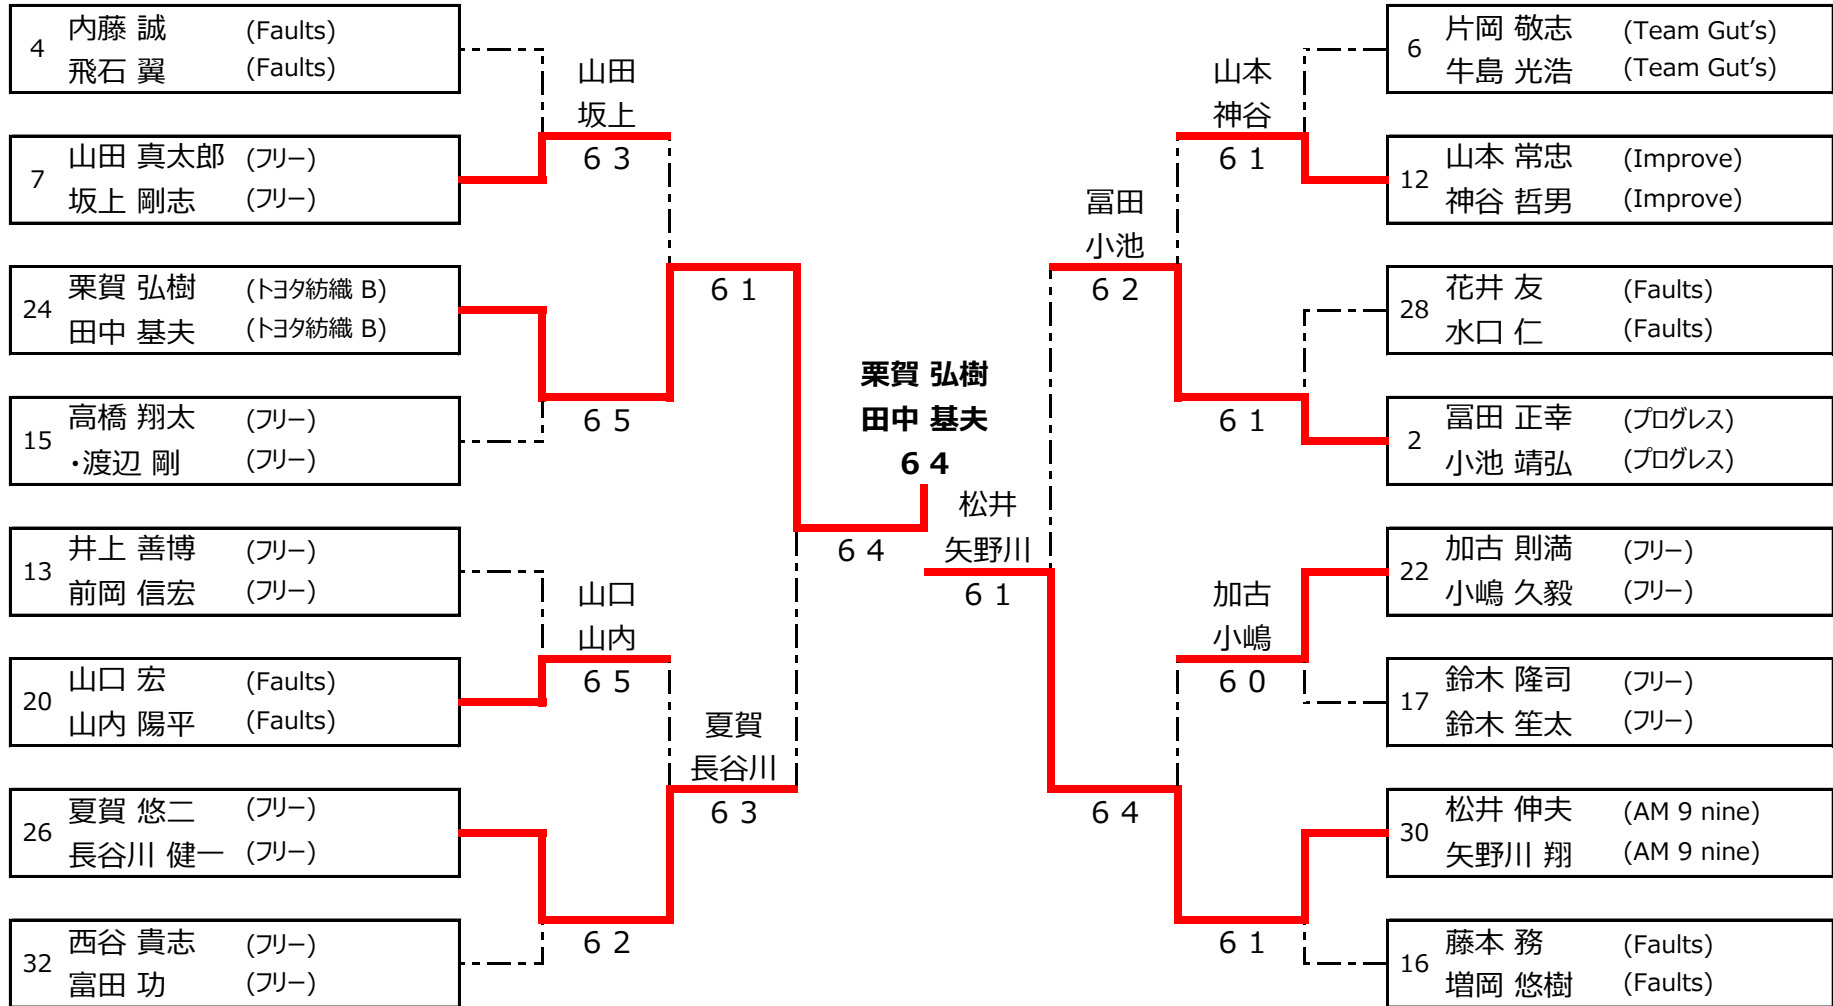 4 内藤 誠 (Faults)
飛石 翼 (Faults)
7 山田 真太郎 (フリー)
坂上 剛志 (フリー)
24 栗賀 弘樹 (トヨタ紡織 B)
田中 基夫 (トヨタ紡織 B)
15 高橋 翔太 (フリー)
・渡辺 剛 (フリー)
13 井上 善博 (フリー)
前岡 信宏 (フリー)
20 山口 宏 (Faults)
山内 陽平 (Faults)
26 夏賀 悠二 (フリー)
長谷川 健一 (フリー)
32 西谷 貴志 (フリー)
富田 功 (フリー)
山田
坂上
6 3
6 5
山口
山内
6 5
6 2
6 1
夏賀
長谷川
6 3
6 4
栗賀 弘樹
田中 基夫
6 4
松井
矢野川
6 1
冨田
小池
6 2
6 4
山本
神谷
6 1
6 1
加古
小嶋
6 0
6 1
6 片岡 敬志 (Team Gut's)
牛島 光浩 (Team Gut's)
12 山本 常忠 (Improve)
神谷 哲男 (Improve)
28 花井 友 (Faults)
水口 仁 (Faults)
2 冨田 正幸 (プログレス)
小池 靖弘 (プログレス)
22 加古 則満 (フリー)
小嶋 久毅 (フリー)
17 鈴木 隆司 (フリー)
鈴木 笙太 (フリー)
30 松井 伸夫 (AM 9 nine)
矢野川 翔 (AM 9 nine)
16 藤本 務 (Faults)
増岡 悠樹 (Faults)